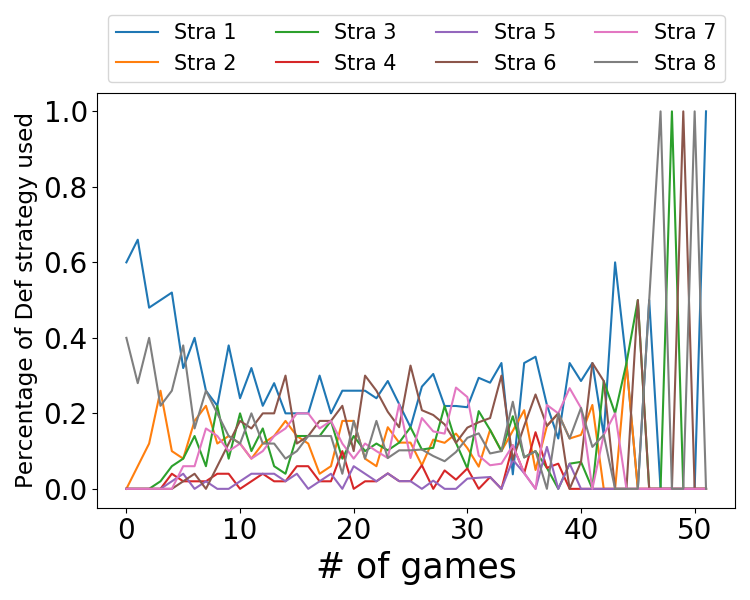 Stra 1 Stra 3 Stra 5 Stra 7
Stra 2 Stra 4 Stra 6 Stra 8
Percentage of Def strategy used
1.0
0.8
0.6
0.4
0.2
0.0
0 10 20 30 40 50
# of games